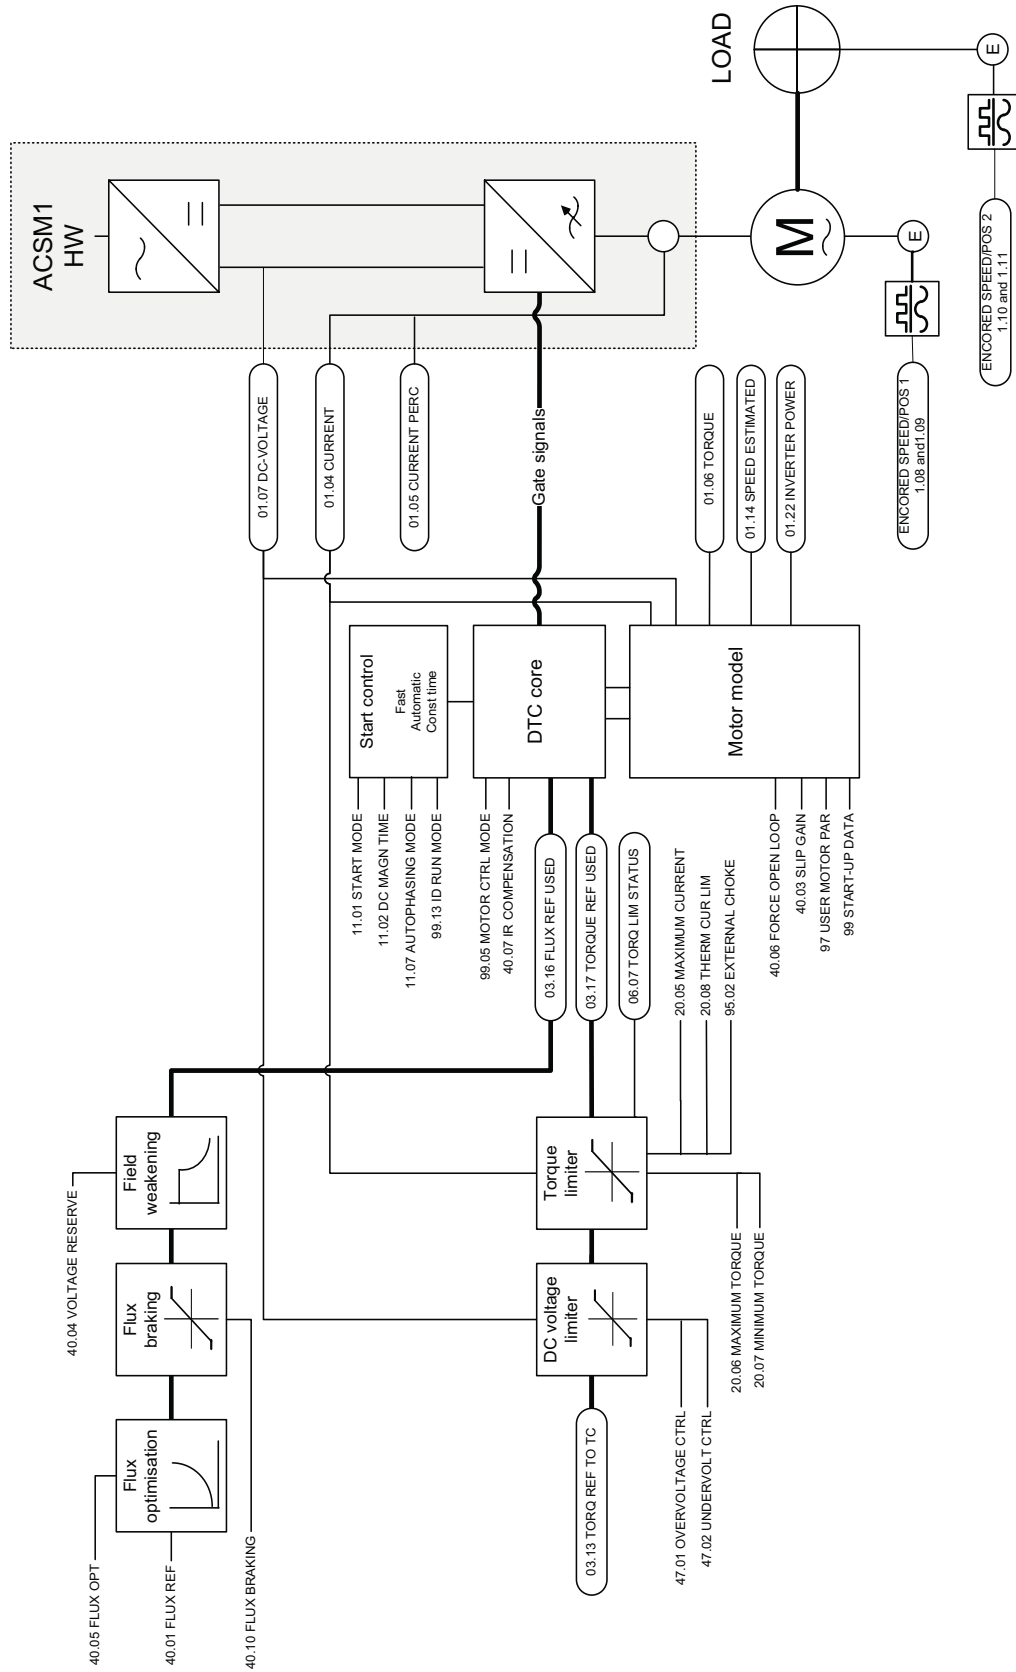 40.05 FLUX OPT
40.01 FLUX REF
40.10 FLUX BRAKING
Flux
optimisation
Flux
braking
40.04 VOLTAGE RESERVE
Field
weakening
03.13 TORQ REF TO TC
47.01 OVERVOLTAGE CTRL
47.02 UNDERVOLT CTRL
DC voltage
limiter
20.06 MAXIMUM TORQUE
20.07 MINIMUM TORQUE
Torque
limiter
20.05 MAXIMUM CURRENT
20.08 THERM CUR LIM
95.02 EXTERNAL CHOKE
03.16 FLUX REF USED
03.17 TORQUE REF USED
06.07 TORQ LIM STATUS
11.01 START MODE
11.02 DC MAGN TIME
11.07 AUTOPHASING MODE
99.13 ID RUN MODE
99.05 MOTOR CTRL MODE
40.07 IR COMPENSATION
40.06 FORCE OPEN LOOP
40.03 SLIP GAIN
97 USER MOTOR PAR
99 START-UP DATA
Start control
Fast
Automatic
Const time
DTC core
Motor model
01.07 DC-VOLTAGE
01.04 CURRENT
01.05 CURRENT PERC
Gate signals
01.06 TORQUE
01.14 SPEED ESTIMATED
01.22 INVERTER POWER
ENCORED SPEED/POS 1
1.08 and1.09
ENCORED SPEED/POS 2
1.10 and 1.11
ACSM1
HW
M
E
E
LOAD